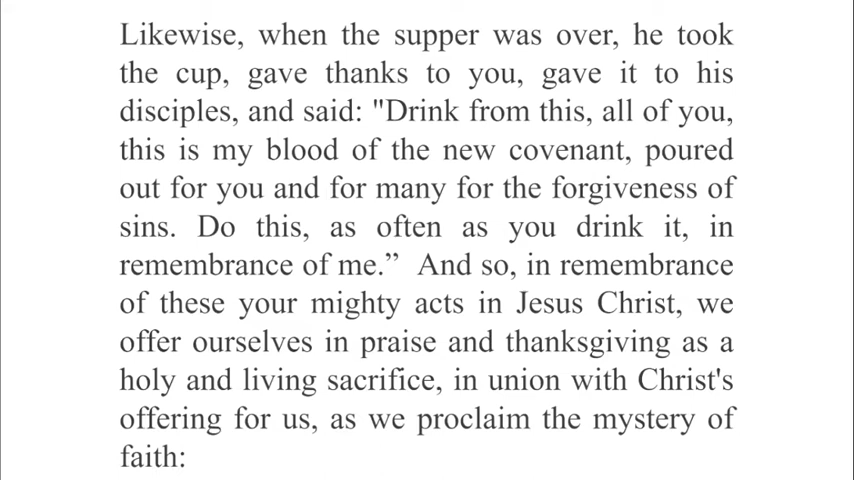 Likewise, when the supper was over, he took
the cup, gave thanks to you, gave it to his
disciples, and said: "Drink from this, all of you,
this is my blood of the new covenant, poured
out for you and for many for the forgiveness of
sins. Do this, as often as you drink it, in
remembrance of me.” And so, in remembrance
of these your mighty acts in Jesus Christ, we
offer ourselves in praise and thanksgiving as a
holy and living sacrifice, in union with Christ's
offering for us, as we proclaim the mystery of
faith: